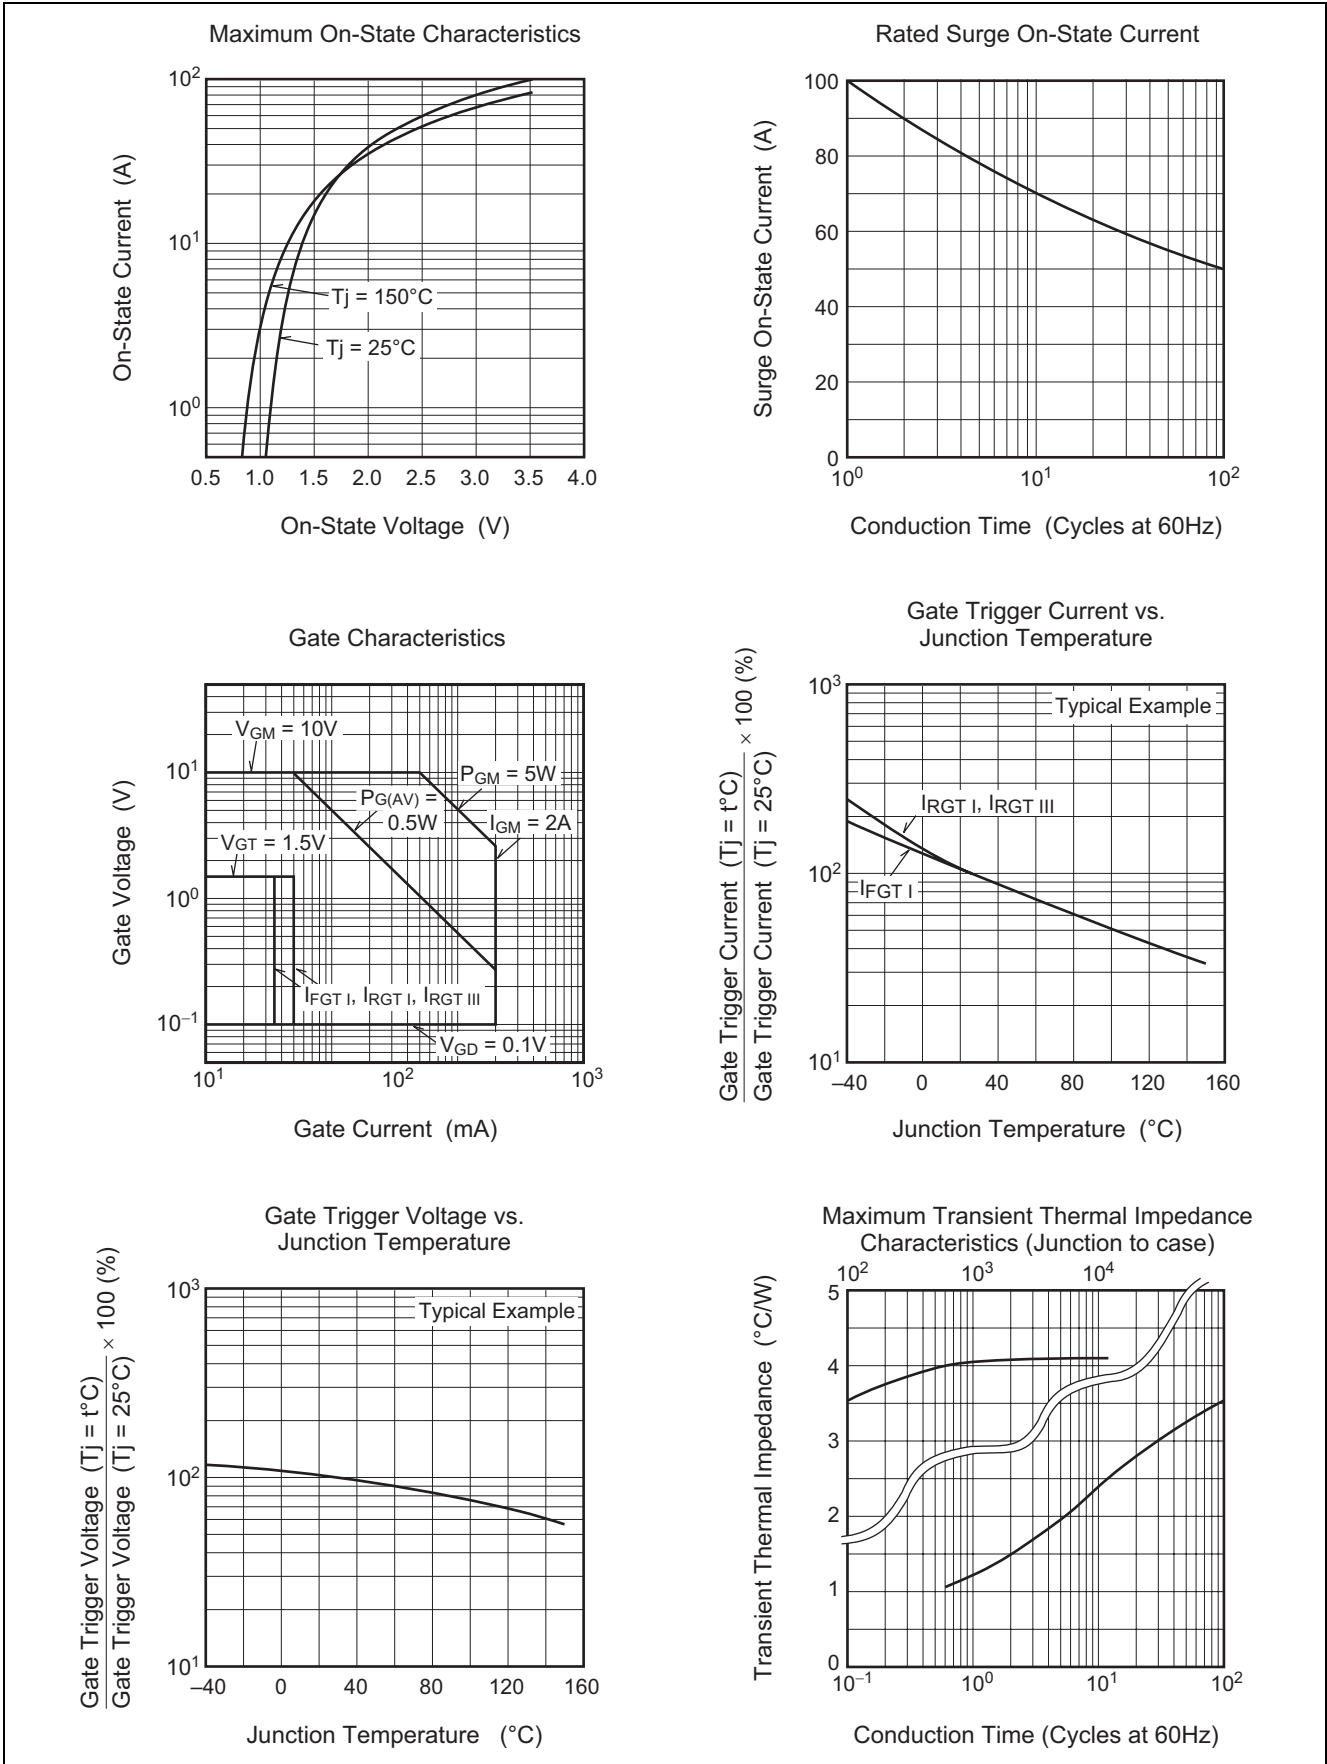 Maximum On-State Characteristics
On-State Current (A)
10²
10¹
10⁰
Tj = 150°C
Tj = 25°C
0.5 1.0 1.5 2.0 2.5 3.0 3.5 4.0
On-State Voltage (V)
Rated Surge On-State Current
Surge On-State Current (A)
100
80
60
40
20
0
10⁰ 10¹ 10²
Conduction Time (Cycles at 60Hz)
Gate Characteristics
Gate Voltage (V)
VGM = 10V
10¹
PGM = 5W
PG(AV) =
0.5W
IGM = 2A
VGT = 1.5V
10⁰
IFGT I, IRGT I, IRGT III
10⁻¹
VGD = 0.1V
10¹ 10² 10³
Gate Current (mA)
Gate Trigger Current vs.
Junction Temperature
Gate Trigger Current (Tj = t°C)
Gate Trigger Current (Tj = 25°C)
× 100 (%)
10³
Typical Example
IRGT I, IRGT III
10²
IFGT I
10¹
–40 0 40 80 120 160
Junction Temperature (°C)
Gate Trigger Voltage vs.
Junction Temperature
Gate Trigger Voltage (Tj = t°C)
Gate Trigger Voltage (Tj = 25°C)
× 100 (%)
10³
Typical Example
10²
10¹
–40 0 40 80 120 160
Junction Temperature (°C)
Maximum Transient Thermal Impedance
Characteristics (Junction to case)
10² 10³ 10⁴
Transient Thermal Impedance (°C/W)
5
4
3
2
1
0
10⁻¹ 10⁰ 10¹ 10²
Conduction Time (Cycles at 60Hz)